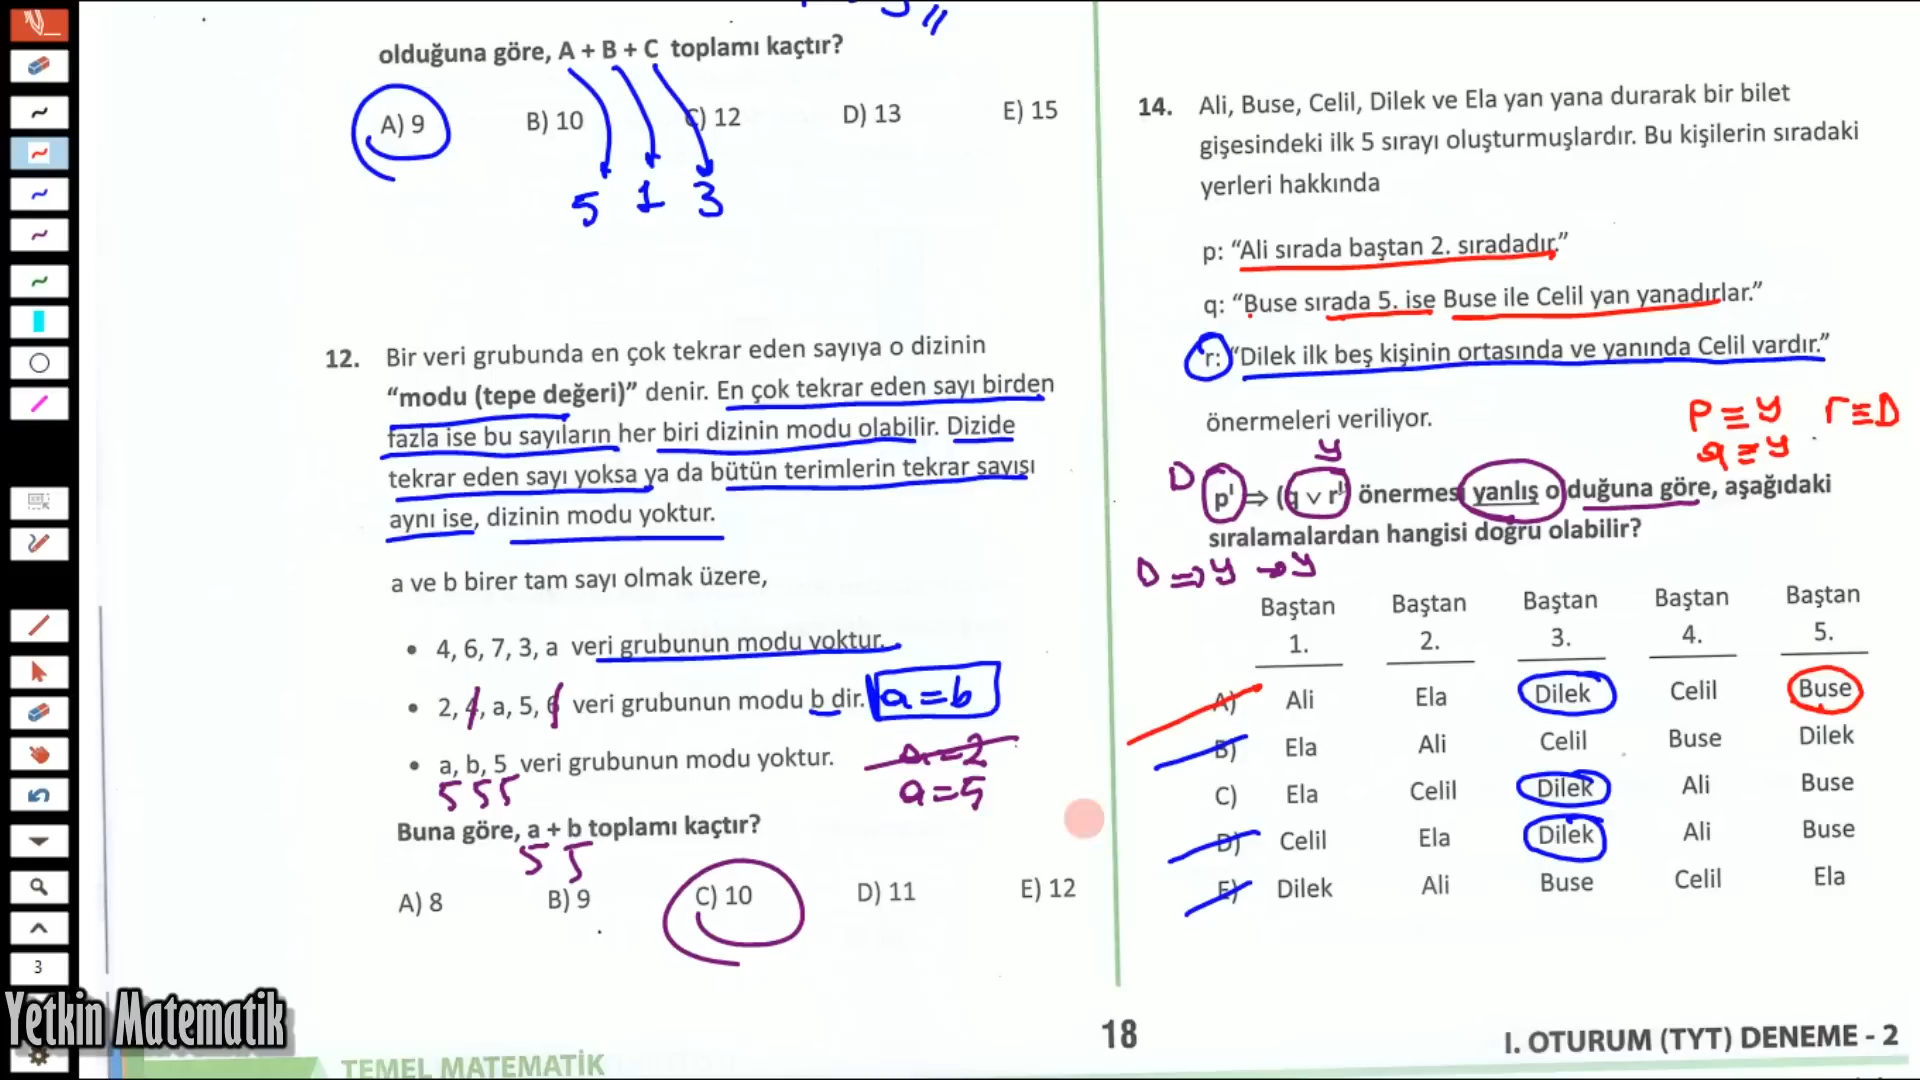 olduğuna göre, A + B + C toplamı kaçtır?
A) 9 B) 10 C) 12 D) 13 E) 15
5 1 3
12. Bir veri grubunda en çok tekrar eden sayıya o dizinin
“modu (tepe değeri)” denir. En çok tekrar eden sayı birden
fazla ise bu sayıların her biri dizinin modu olabilir. Dizide
tekrar eden sayı yoksa ya da bütün terimlerin tekrar sayısı
aynı ise, dizinin modu yoktur.
a ve b birer tam sayı olmak üzere,
• 4, 6, 7, 3, a veri grubunun modu yoktur.
• 2, 4, a, 5, 6 veri grubunun modu b dir. a = b
• a, b, 5 veri grubunun modu yoktur. a = 2
5 5 5 a = 5
Buna göre, a + b toplamı kaçtır?
5 5
A) 8 B) 9 C) 10 D) 11 E) 12
14. Ali, Buse, Celil, Dilek ve Ela yan yana durarak bir bilet
gişesindeki ilk 5 sırayı oluşturmuşlardır. Bu kişilerin sıradaki
yerleri hakkında
p: “Ali sırada baştan 2. sıradadır.”
q: “Buse sırada 5. ise Buse ile Celil yan yanadırlar.”
r: “Dilek ilk beş kişinin ortasında ve yanında Celil vardır.”
önermeleri veriliyor.
p ≡ y r ≡ D
q ≡ y
D y
p' ⇒ (q ∨ r') önermesi yanlış olduğuna göre, aşağıdaki
sıralamalardan hangisi doğru olabilir?
D ⇒ y → y
Baştan Baştan Baştan Baştan Baştan
1. 2. 3. 4. 5.
A) Ali Ela Dilek Celil Buse
B) Ela Ali Celil Buse Dilek
C) Ela Celil Dilek Ali Buse
D) Celil Ela Dilek Ali Buse
E) Dilek Ali Buse Celil Ela
3
Yetkin Matematik
TEMEL MATEMATİK
18
I. OTURUM (TYT) DENEME - 2